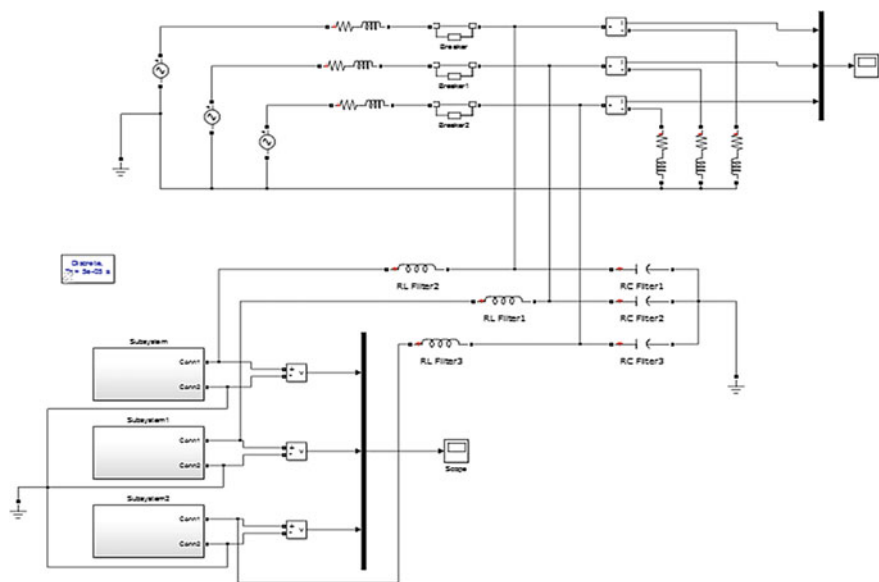 Breaker
Breaker1
Breaker2
Discrete,
RL Filter2
RC Filter1
RL Filter1
RC Filter2
RL Filter3
RC Filter3
Subsystem
Conn1
Conn2
Subsystem1
Conn1
Conn2
Scope
Subsystem2
Conn1
Conn2